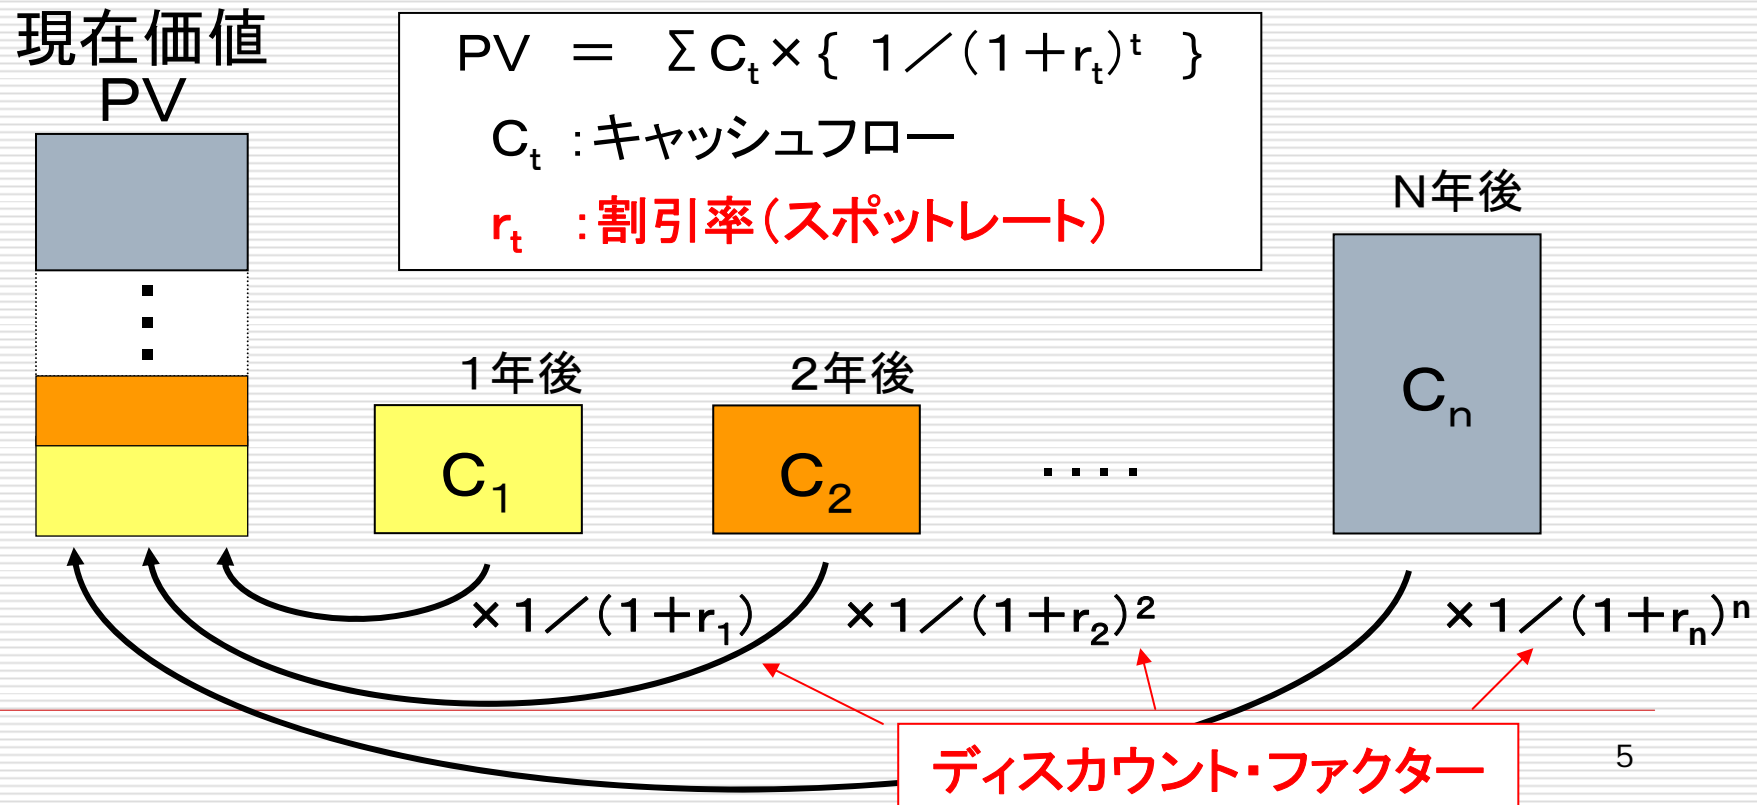 現在価値
PV
PV = ΣCₜ×{ 1/(1+rₜ)ᵗ }
Cₜ :キャッシュフロー
rₜ :割引率(スポットレート)
N年後
1年後
2年後
C₁
C₂
‥‥
Cₙ
×1/(1+r₁)
×1/(1+r₂)²
×1/(1+rₙ)ⁿ
ディスカウント・ファクター
5